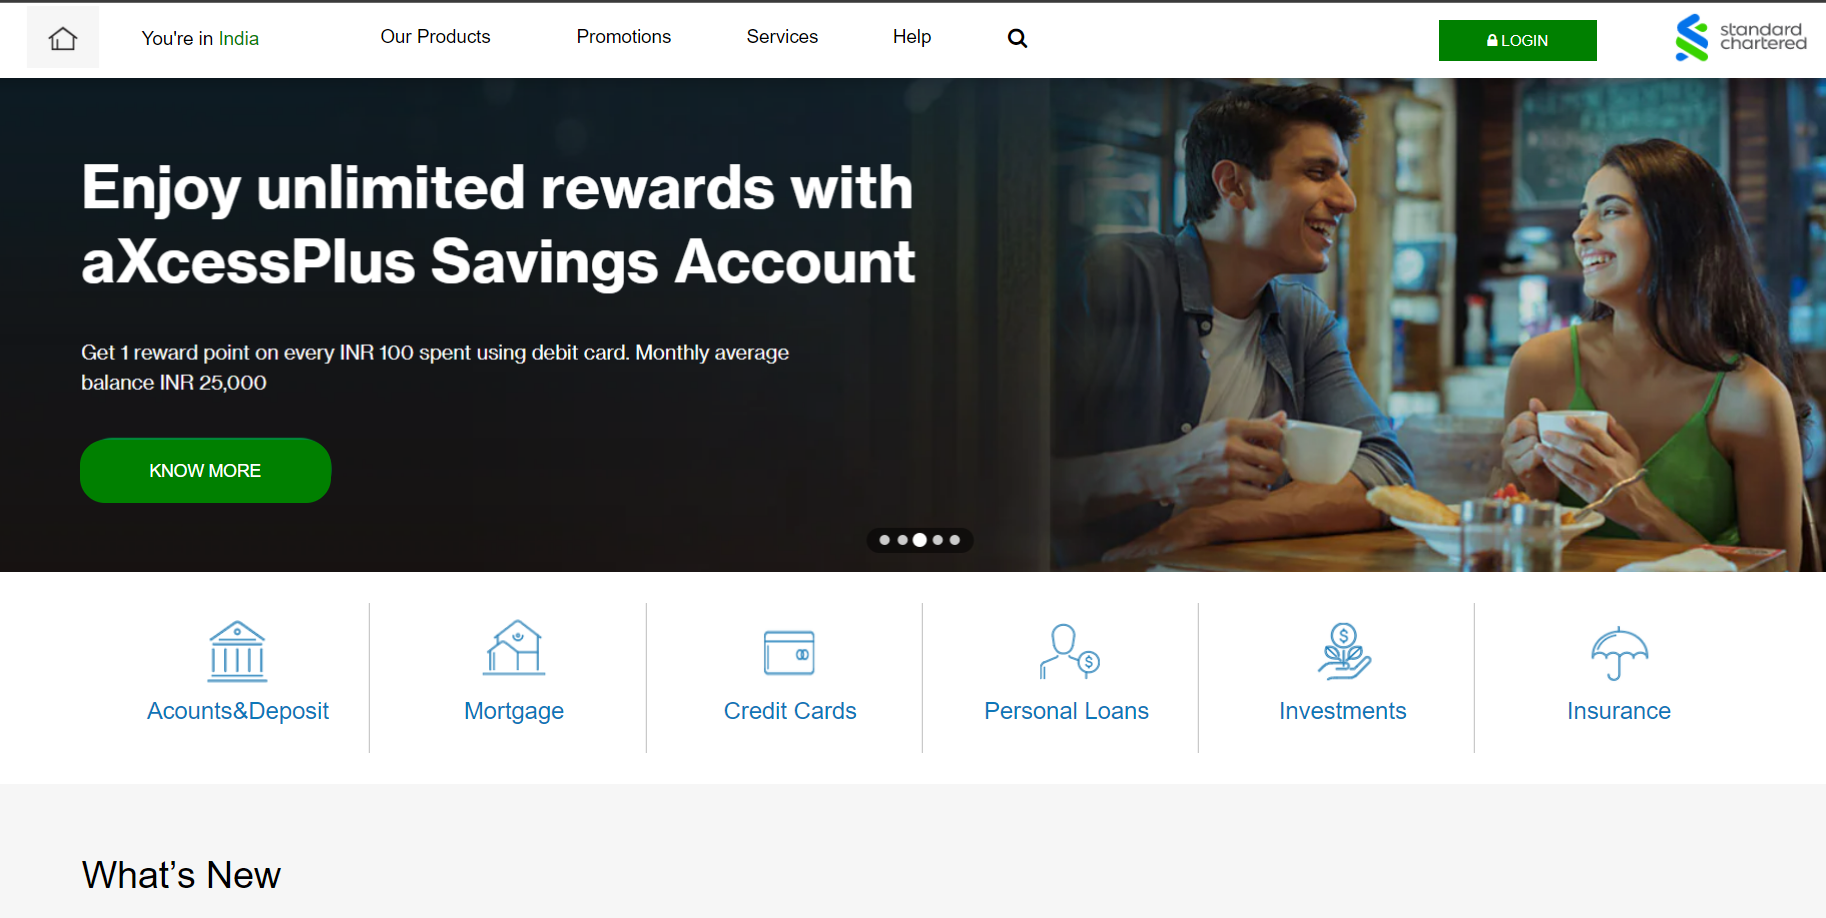 You're in India
Our Products
Promotions
Services
Help
LOGIN
standard
chartered
Enjoy unlimited rewards with
aXcessPlus Savings Account
Get 1 reward point on every INR 100 spent using debit card. Monthly average
balance INR 25,000
KNOW MORE
Acounts&Deposit
Mortgage
Credit Cards
Personal Loans
Investments
Insurance
What’s New